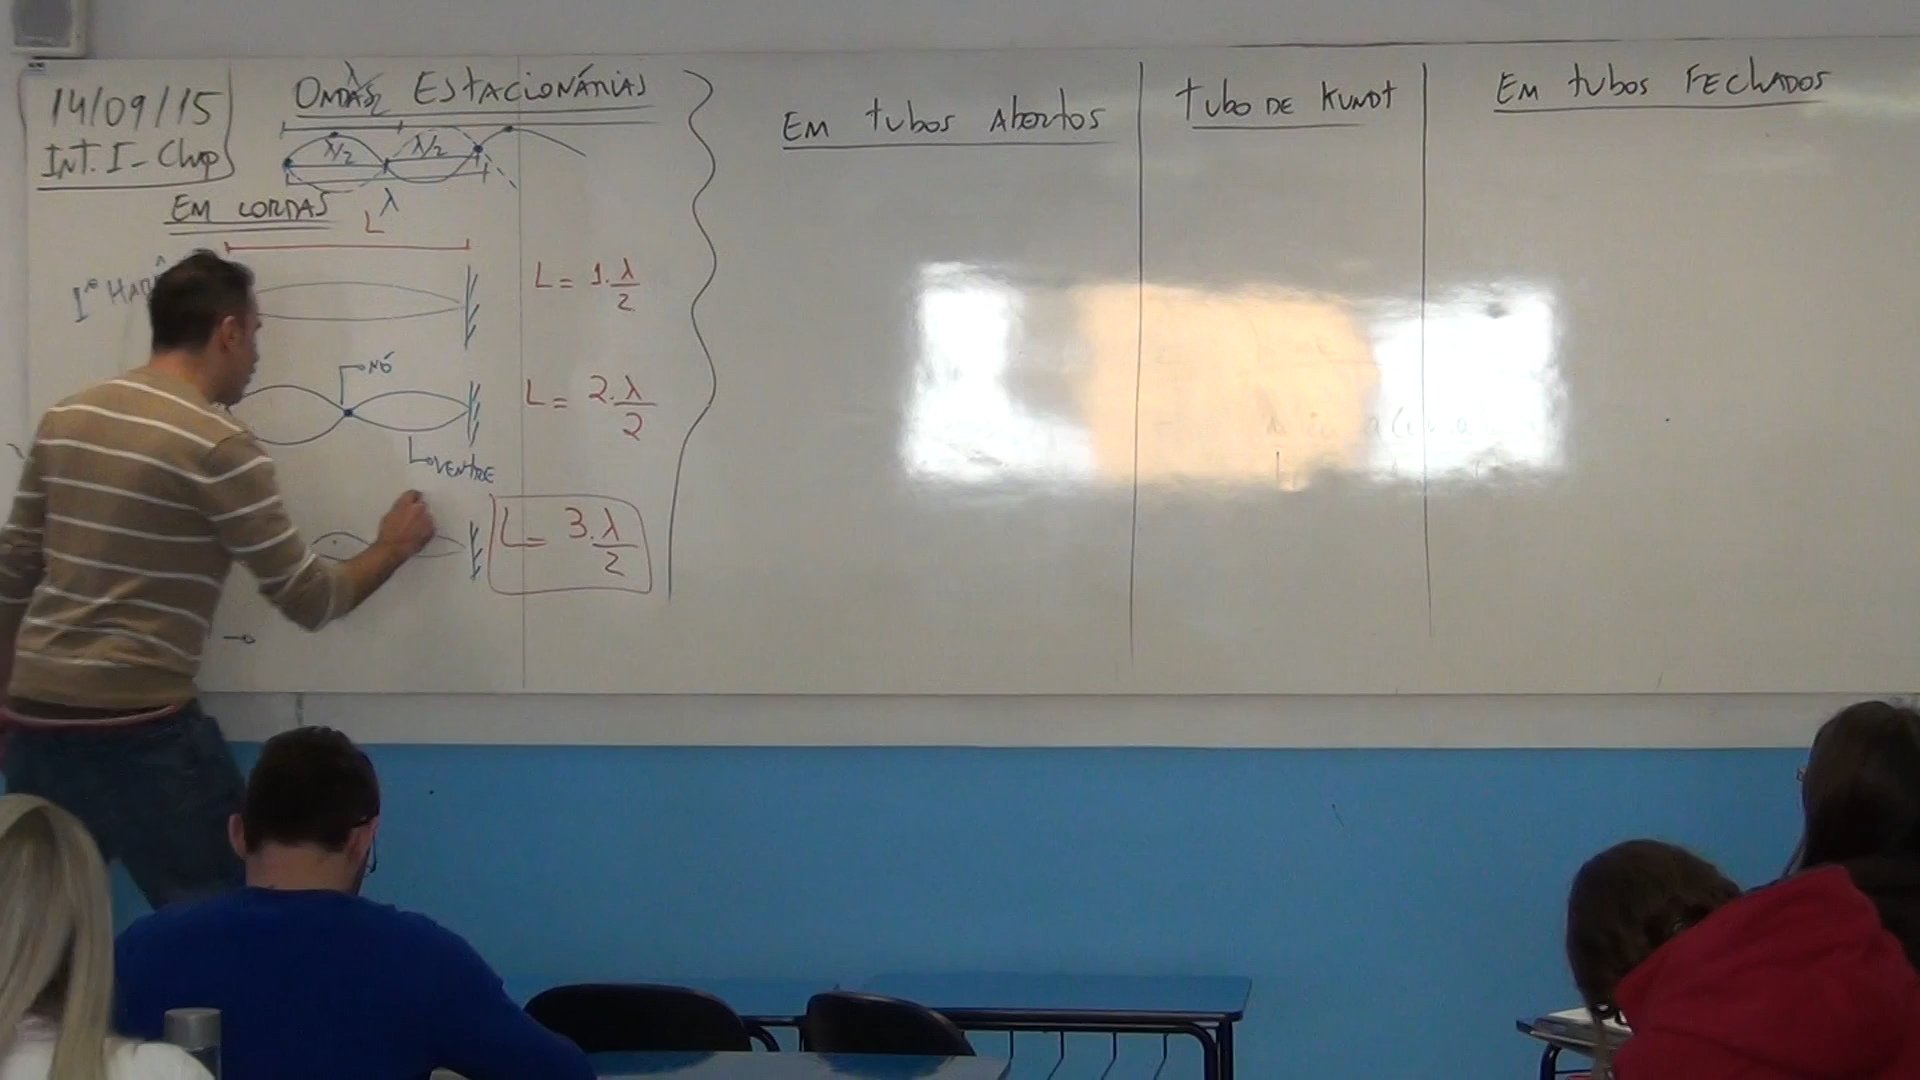 14/09/15
INT. I - Chap
ONDAS ESTACIONÁRIAS
λ/2 λ/2
λ
EM CORDAS
L
1º HAR
L = 1.λ/2
NÓ
L = 2.λ/2
VENTRE
L = 3.λ/2
EM tubos Abertos
tubo DE KUNDt
EM tubos FECHADOS